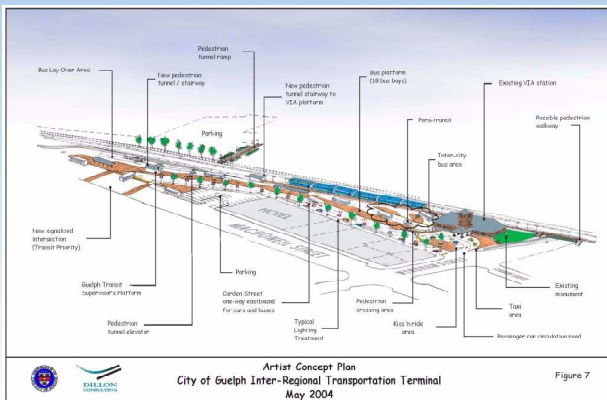 Pedestrian
tunnel ramp
Bus Lay-Over Area
New pedestrian
tunnel / stairway
New pedestrian
tunnel stairway to
VIA platform
Bus platform
(18 bus bays)
Existing VIA station
Parking
Para-transit
Possible pedestrian
walkway
Inter-city
bus area
New signalized
intersection
(Transit Priority)
HOVEL
MACDONELL STREET
Guelph Transit
Supervisor's Platform
Parking
Carden Street
one-way eastbound
for cars and buses
Pedestrian
crossing area
Existing
monument
Pedestrian
tunnel elevator
Typical
Lighting
Treatment
Kiss 'n ride
area
Taxi
area
Passenger car circulation road
DILLON
CONSULTING
Artist Concept Plan
City of Guelph Inter-Regional Transportation Terminal
May 2004
Figure 7